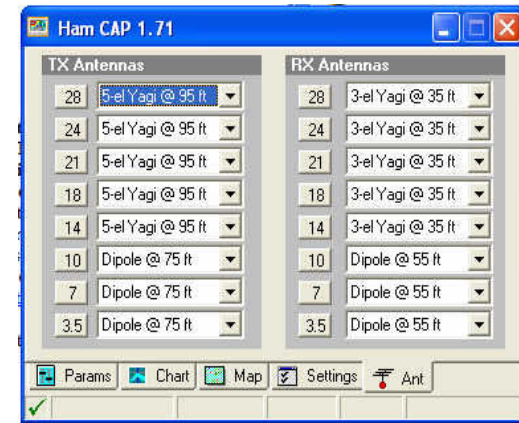 Ham CAP 1.71
TX Antennas
28 5-el Yagi @ 95 ft
24 5-el Yagi @ 95 ft
21 5-el Yagi @ 95 ft
18 5-el Yagi @ 95 ft
14 5-el Yagi @ 95 ft
10 Dipole @ 75 ft
7 Dipole @ 75 ft
3.5 Dipole @ 75 ft
RX Antennas
28 3-el Yagi @ 35 ft
24 3-el Yagi @ 35 ft
21 3-el Yagi @ 35 ft
18 3-el Yagi @ 35 ft
14 3-el Yagi @ 35 ft
10 Dipole @ 55 ft
7 Dipole @ 55 ft
3.5 Dipole @ 55 ft
Params Chart Map Settings Ant